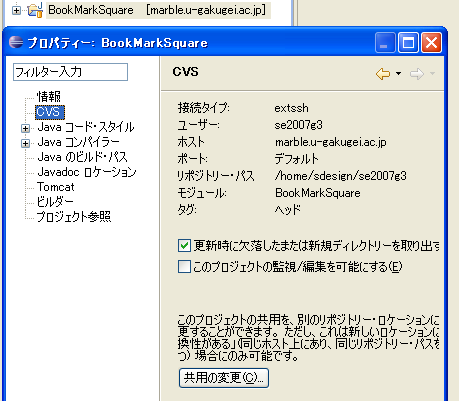 BookMarkSquare [marble.u-gakugei.ac.jp]
プロパティー: BookMarkSquare
フィルター入力
情報
CVS
Java コード・スタイル
Java コンパイラー
Java のビルド・パス
Javadoc ロケーション
Tomcat
ビルダー
プロジェクト参照
CVS
接続タイプ: extssh
ユーザー: se2007g3
ホスト marble.u-gakugei.ac.jp
ポート: デフォルト
リポジトリー・パス /home/sdesign/se2007g3
モジュール: BookMarkSquare
タグ: ヘッド
更新時に欠落したまたは新規ディレクトリーを取り出す
このプロジェクトの監視/編集を可能にする(E)
このプロジェクトの共用を、別のリポジトリー・ロケーションに
更することができます。ただし、これは新しいロケーションに
換性がある」(同じホスト上にあり、同じリポジトリー・パスを
つ) 場合にのみ可能です。
共用の変更(C)...